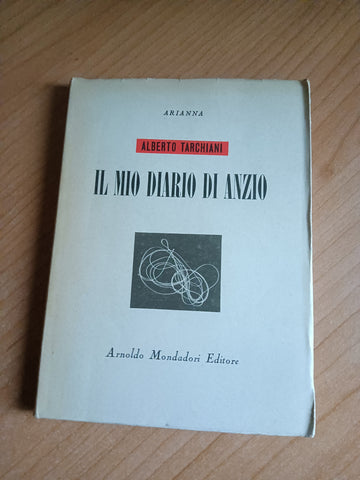 ARIANNA
ALBERTO TARCHIANI
IL MIO DIARIO DI ANZIO
Arnoldo Mondadori Editore